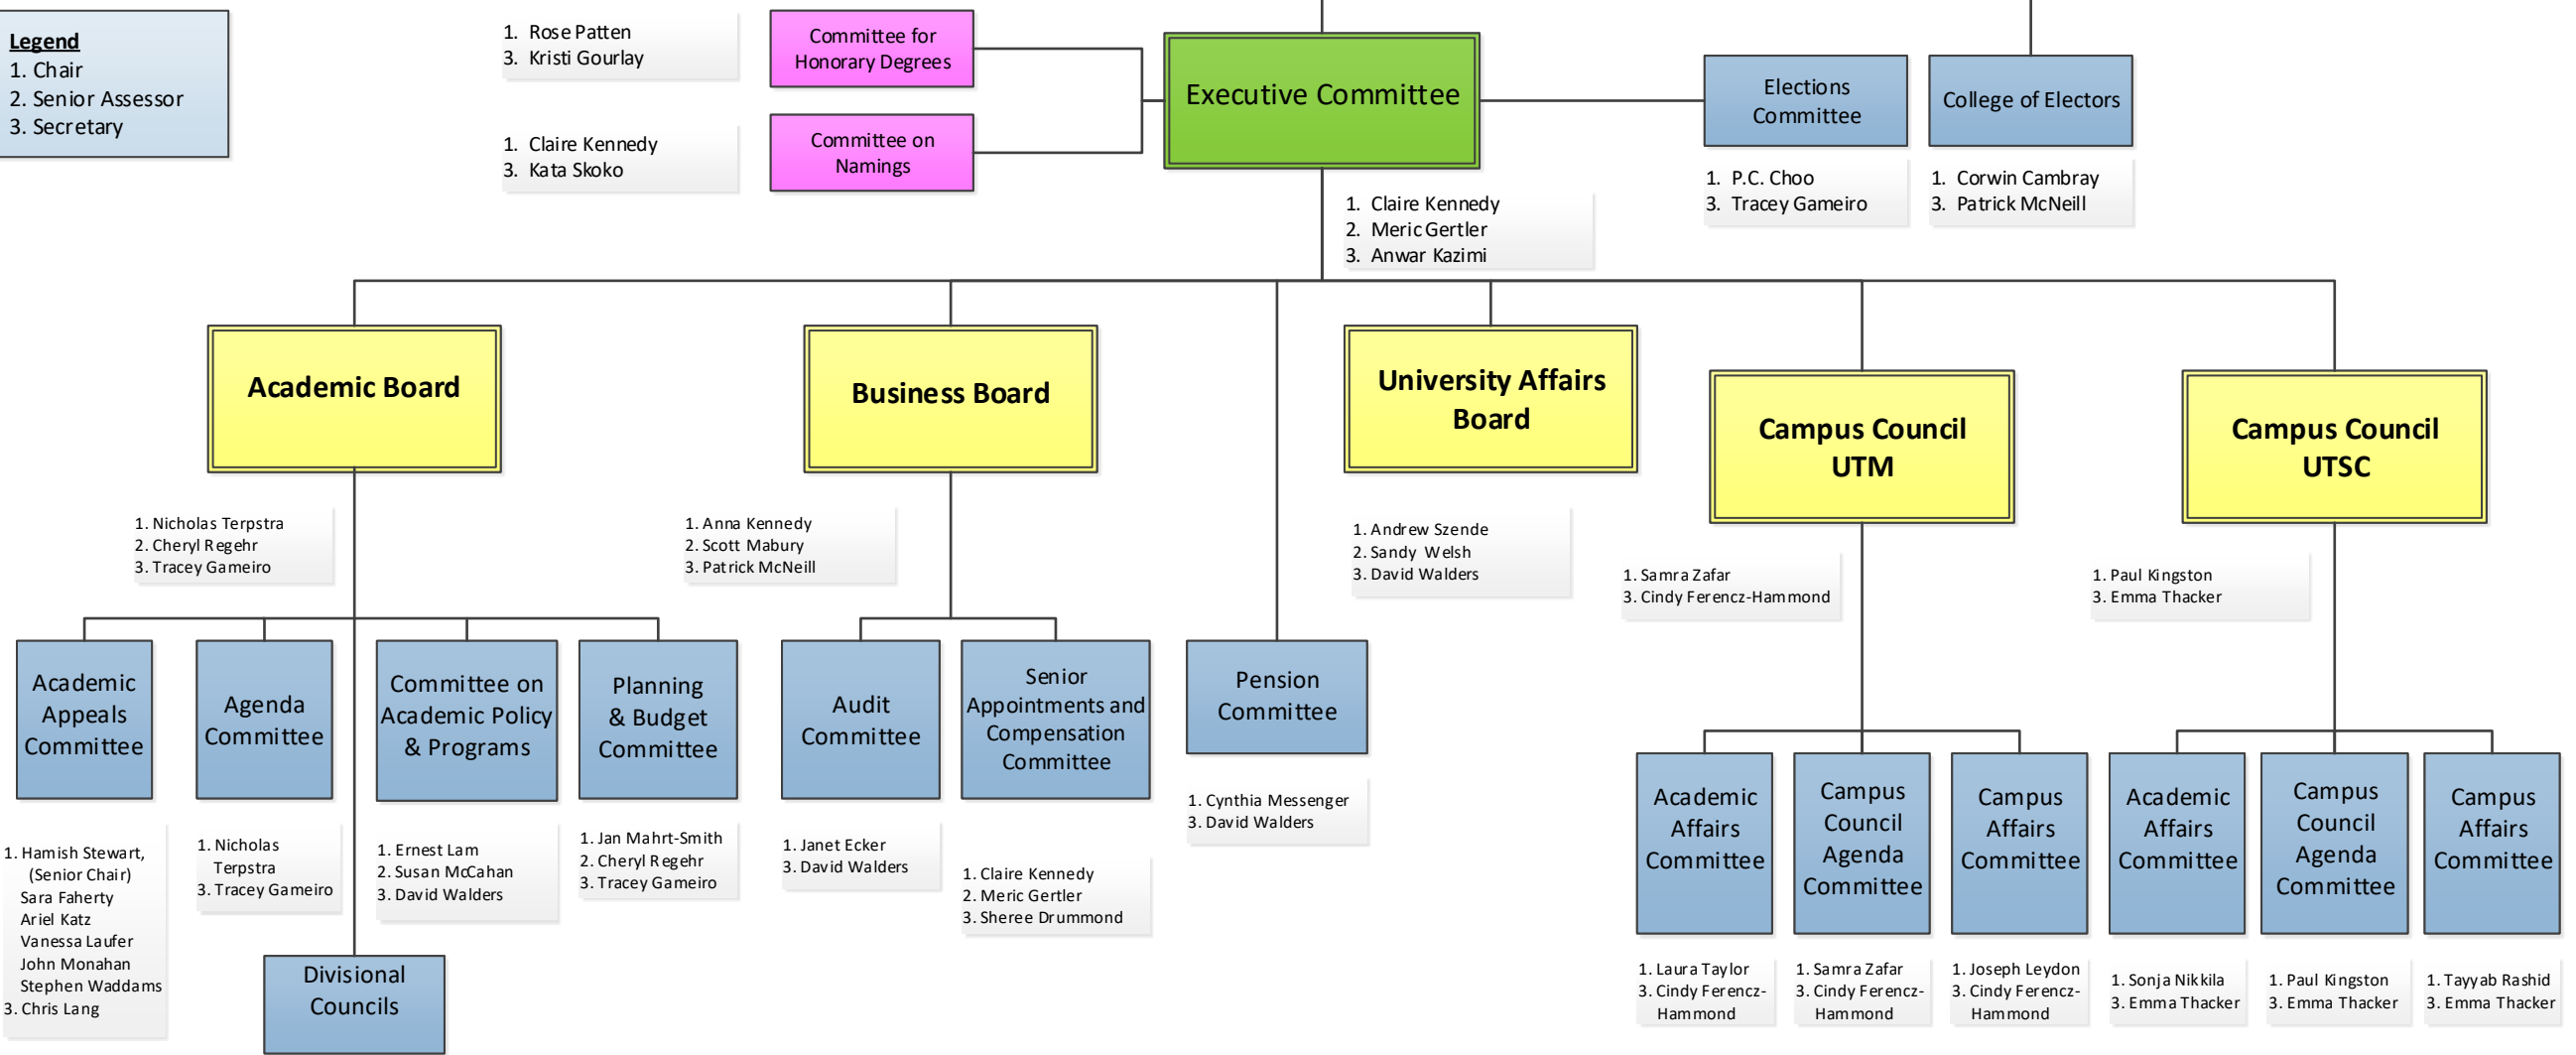 Legend
1. Chair
2. Senior Assessor
3. Secretary
1. Rose Patten
3. Kristi Gourlay
Committee for
Honorary Degrees
1. Claire Kennedy
3. Kata Skoko
Committee on
Namings
Executive Committee
1. Claire Kennedy
2. Meric Gertler
3. Anwar Kazimi
Elections
Committee
1. P.C. Choo
3. Tracey Gameiro
College of Electors
1. Corwin Cambray
3. Patrick McNeill
Academic Board
1. Nicholas Terpstra
2. Cheryl Regehr
3. Tracey Gameiro
Business Board
1. Anna Kennedy
2. Scott Mabury
3. Patrick McNeill
University Affairs
Board
1. Andrew Szende
2. Sandy Welsh
3. David Walders
Campus Council
UTM
1. Samra Zafar
3. Cindy Ferencz-Hammond
Campus Council
UTSC
1. Paul Kingston
3. Emma Thacker
Academic
Appeals
Committee
1. Hamish Stewart,
(Senior Chair)
Sara Faherty
Ariel Katz
Vanessa Laufer
John Monahan
Stephen Waddams
3. Chris Lang
Agenda
Committee
1. Nicholas
Terpstra
3. Tracey Gameiro
Committee on
Academic Policy
& Programs
1. Ernest Lam
2. Susan McCahan
3. David Walders
Planning
& Budget
Committee
1. Jan Mahrt-Smith
2. Cheryl Regehr
3. Tracey Gameiro
Divisional
Councils
Audit
Committee
1. Janet Ecker
3. David Walders
Senior
Appointments and
Compensation
Committee
1. Claire Kennedy
2. Meric Gertler
3. Sheree Drummond
Pension
Committee
1. Cynthia Messenger
3. David Walders
Academic
Affairs
Committee
1. Laura Taylor
3. Cindy Ferencz-
Hammond
Campus
Council
Agenda
Committee
1. Samra Zafar
3. Cindy Ferencz-
Hammond
Campus
Affairs
Committee
1. Joseph Leydon
3. Cindy Ferencz-
Hammond
Academic
Affairs
Committee
1. Sonja Nikkila
3. Emma Thacker
Campus
Council
Agenda
Committee
1. Paul Kingston
3. Emma Thacker
Campus
Affairs
Committee
1. Tayyab Rashid
3. Emma Thacker